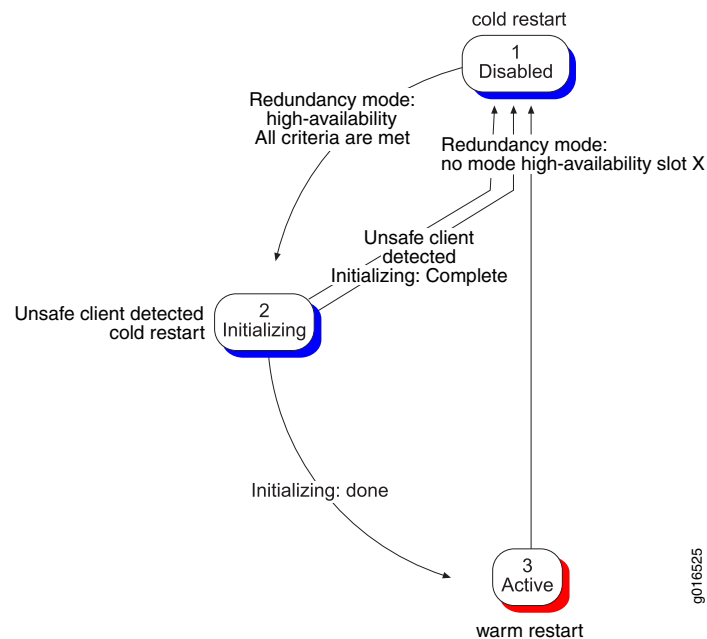 cold restart
1
Disabled
Redundancy mode:
high-availability
All criteria are met
Redundancy mode:
no mode high-availability slot X
Unsafe client
detected
Initializing: Complete
Unsafe client detected
cold restart
2
Initializing
Initializing: done
3
Active
warm restart
g016525